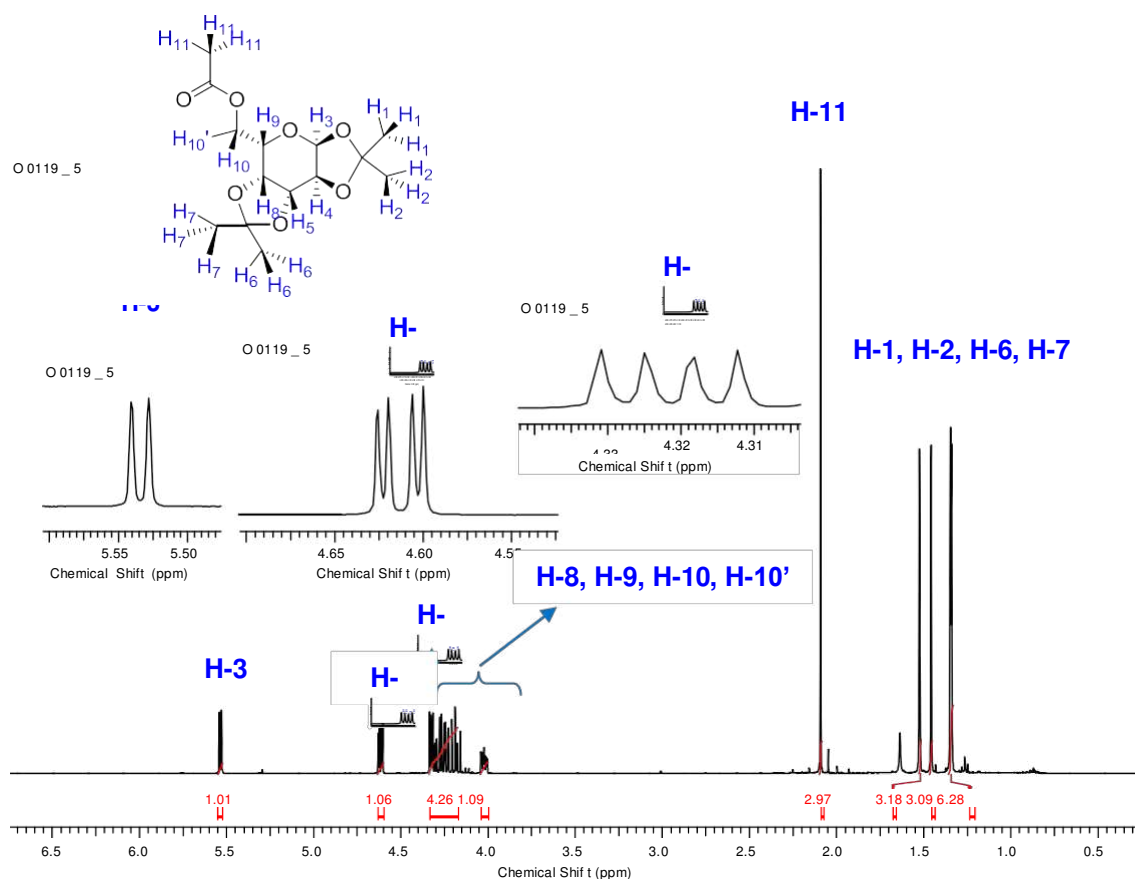 H11
H11 H11
O
O
H9
O
H3
O
H1
H1
H1
H10'
H10
H2
H2
H2
O
O
H8
H5
H4
O
H7
H7
H7
H6
H6
H6
O 0119 _ 5
H-11
H-1, H-2, H-6, H-7
H-
O 0119 _ 5
4.32 4.31
Chemical Shif t (ppm)
H-
O 0119 _ 5
4.65 4.60
Chemical Shif t (ppm)
O 0119 _ 5
5.55 5.50
Chemical Shif t (ppm)
H-8, H-9, H-10, H-10’
H-
H-3
H-
1.01 1.06 4.26 1.09 2.97 3.18 3.09 6.28
6.5 6.0 5.5 5.0 4.5 4.0 3.5 3.0 2.5 2.0 1.5 1.0 0.5
Chemical Shif t (ppm)